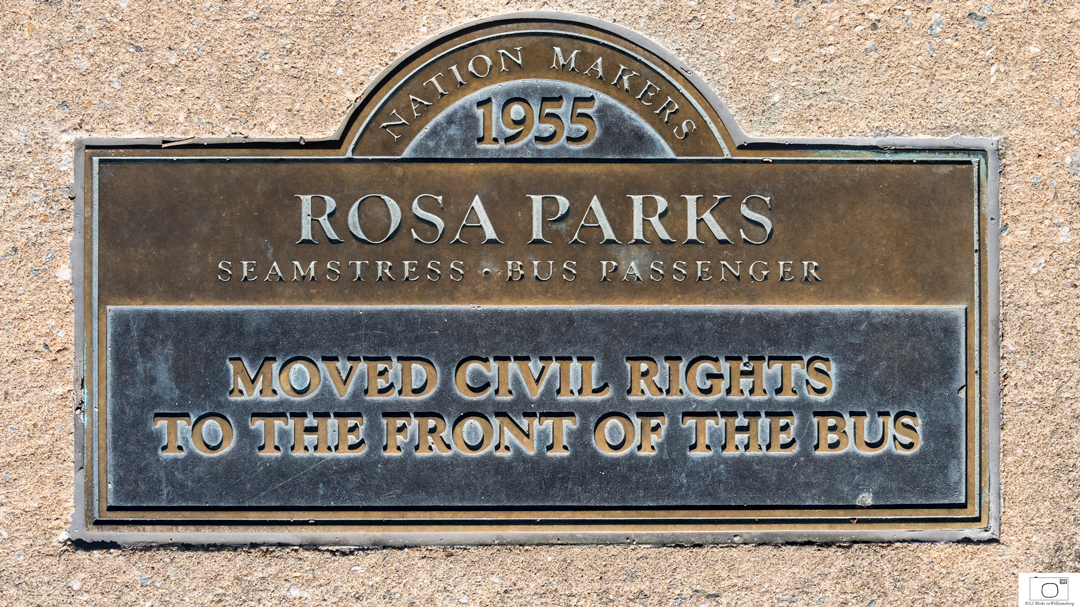 NATION MAKERS
1955
ROSA PARKS
SEAMSTRESS · BUS PASSENGER
MOVED CIVIL RIGHTS
TO THE FRONT OF THE BUS